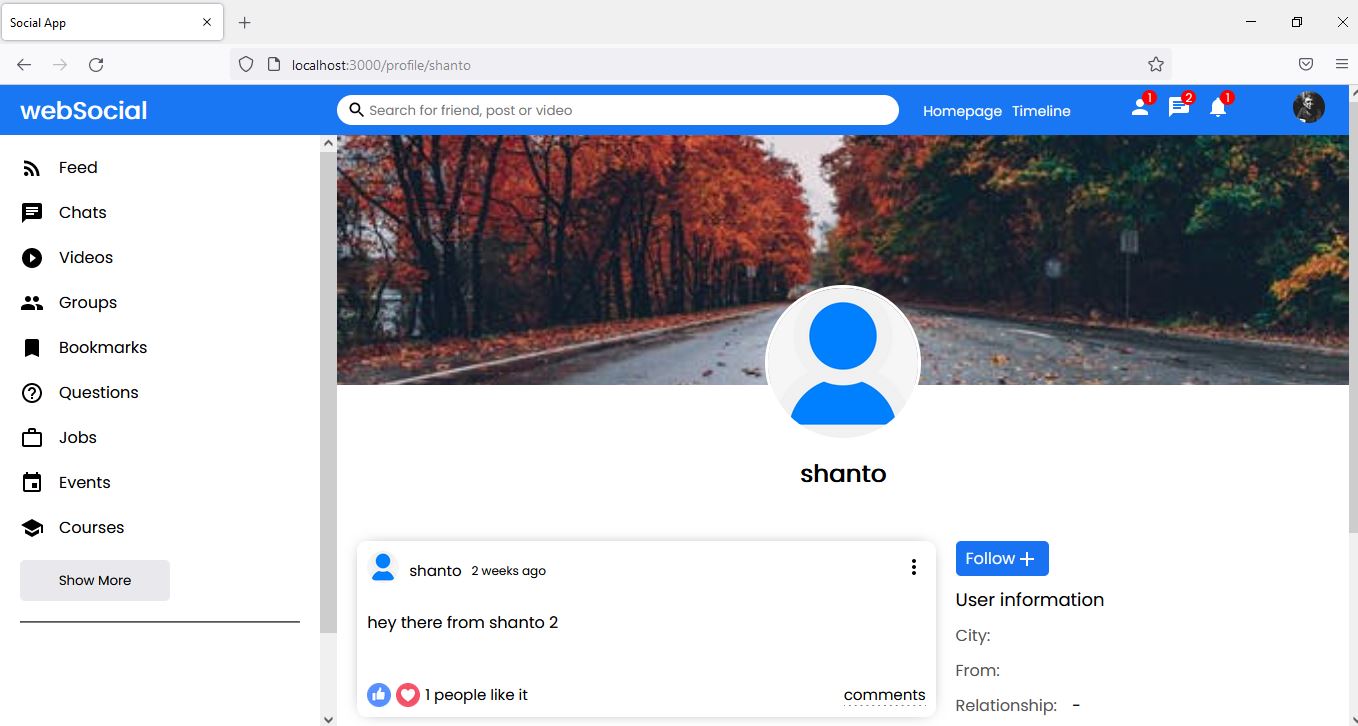 Social App
localhost:3000/profile/shanto
webSocial
Search for friend, post or video
Homepage Timeline
1
2
1
Feed
Chats
Videos
Groups
Bookmarks
Questions
Jobs
Events
Courses
Show More
shanto
shanto 2 weeks ago
hey there from shanto 2
1 people like it
comments
Follow
User information
City:
From:
Relationship: -